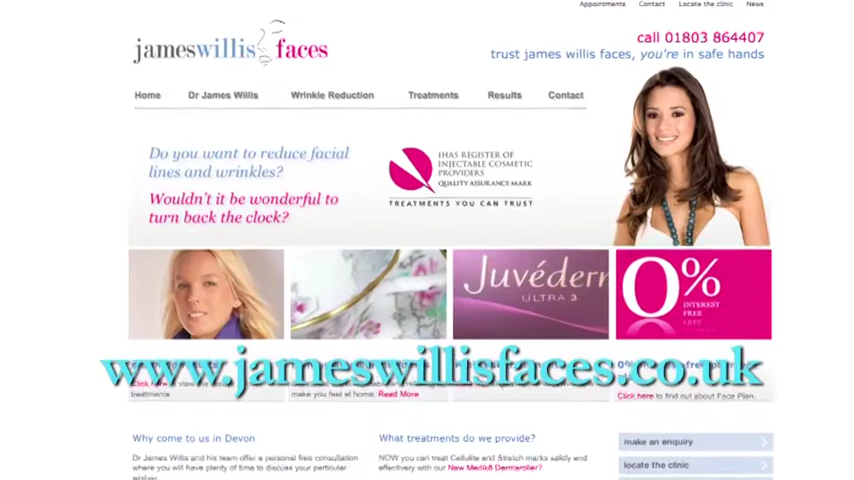 Appointments Contact Locate the clinic News
jameswillis faces
call 01803 864407
trust james willis faces, you're in safe hands
Home Dr James Willis Wrinkle Reduction Treatments Results Contact
Do you want to reduce facial
lines and wrinkles?
Wouldn't it be wonderful to
turn back the clock?
IHAS REGISTER OF
INJECTABLE COSMETIC
PROVIDERS
QUALITY ASSURANCE MARK
TREATMENTS YOU CAN TRUST
Juvéderm
ULTRA 3
0%
INTEREST
FREE
www.jameswillisfaces.co.uk
Click here
treatments
make you feel at home. Read More
Click here to find out about Face Plan.
Why come to us in Devon
Dr James Willis and his team offer a personal free consultation
where you will have plenty of time to discuss your perticular
wishes
What treatments do we provide?
NOW you can treat Cellulite and Stretch marks safely and
effectively with our New Medik8 Dermaroller?
make an enquiry
locate the clinic